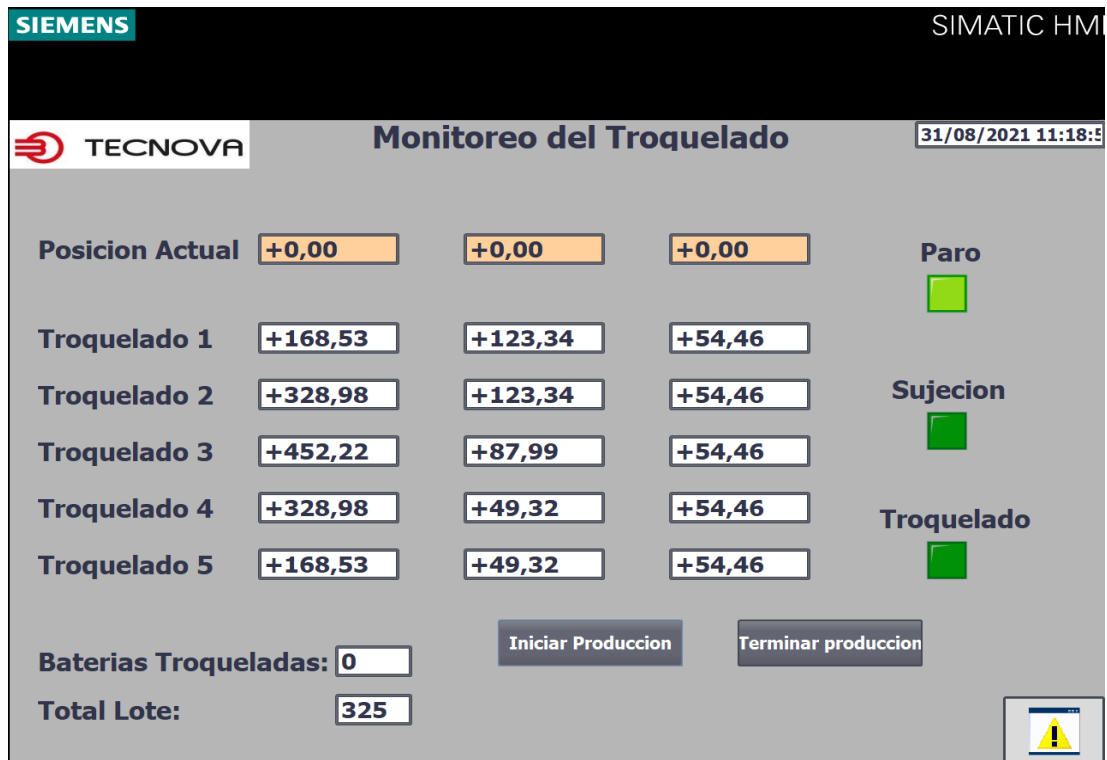 SIEMENS
SIMATIC HMI
TECNOVA
Monitoreo del Troquelado
31/08/2021 11:18:5
Posicion Actual +0,00 +0,00 +0,00
Paro
Troquelado 1 +168,53 +123,34 +54,46
Troquelado 2 +328,98 +123,34 +54,46
Sujecion
Troquelado 3 +452,22 +87,99 +54,46
Troquelado 4 +328,98 +49,32 +54,46
Troquelado
Troquelado 5 +168,53 +49,32 +54,46
Iniciar Produccion
Terminar produccion
Baterias Troqueladas: 0
Total Lote: 325